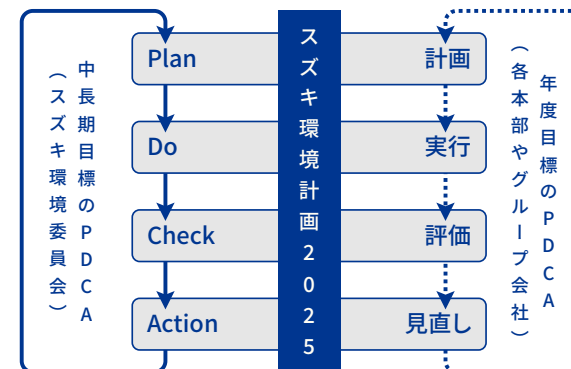 中長期目標のPDCA
（スズキ環境委員会）
Plan
計画
Do
実行
Check
評価
Action
見直し
スズキ環境計画2025
年度目標のPDCA
（各本部やグループ会社）